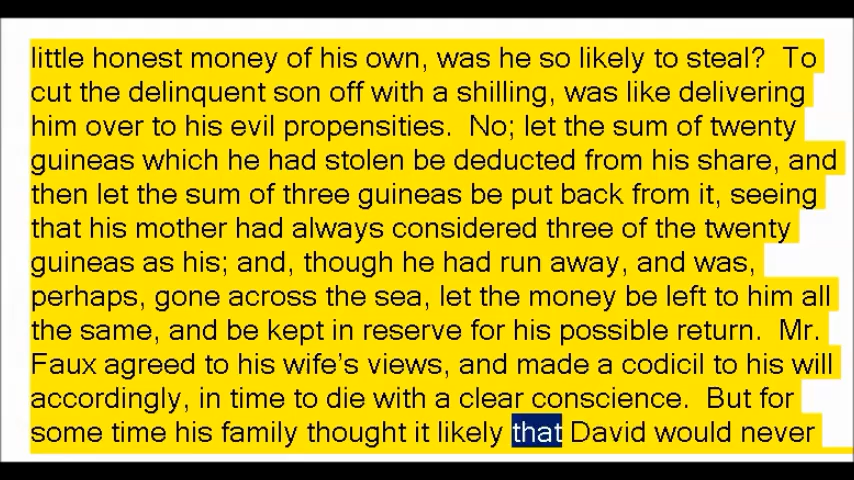 little honest money of his own, was he so likely to steal?  To
cut the delinquent son off with a shilling, was like delivering
him over to his evil propensities.  No; let the sum of twenty
guineas which he had stolen be deducted from his share, and
then let the sum of three guineas be put back from it, seeing
that his mother had always considered three of the twenty
guineas as his; and, though he had run away, and was,
perhaps, gone across the sea, let the money be left to him all
the same, and be kept in reserve for his possible return.  Mr.
Faux agreed to his wife’s views, and made a codicil to his will
accordingly, in time to die with a clear conscience.  But for
some time his family thought it likely that David would never